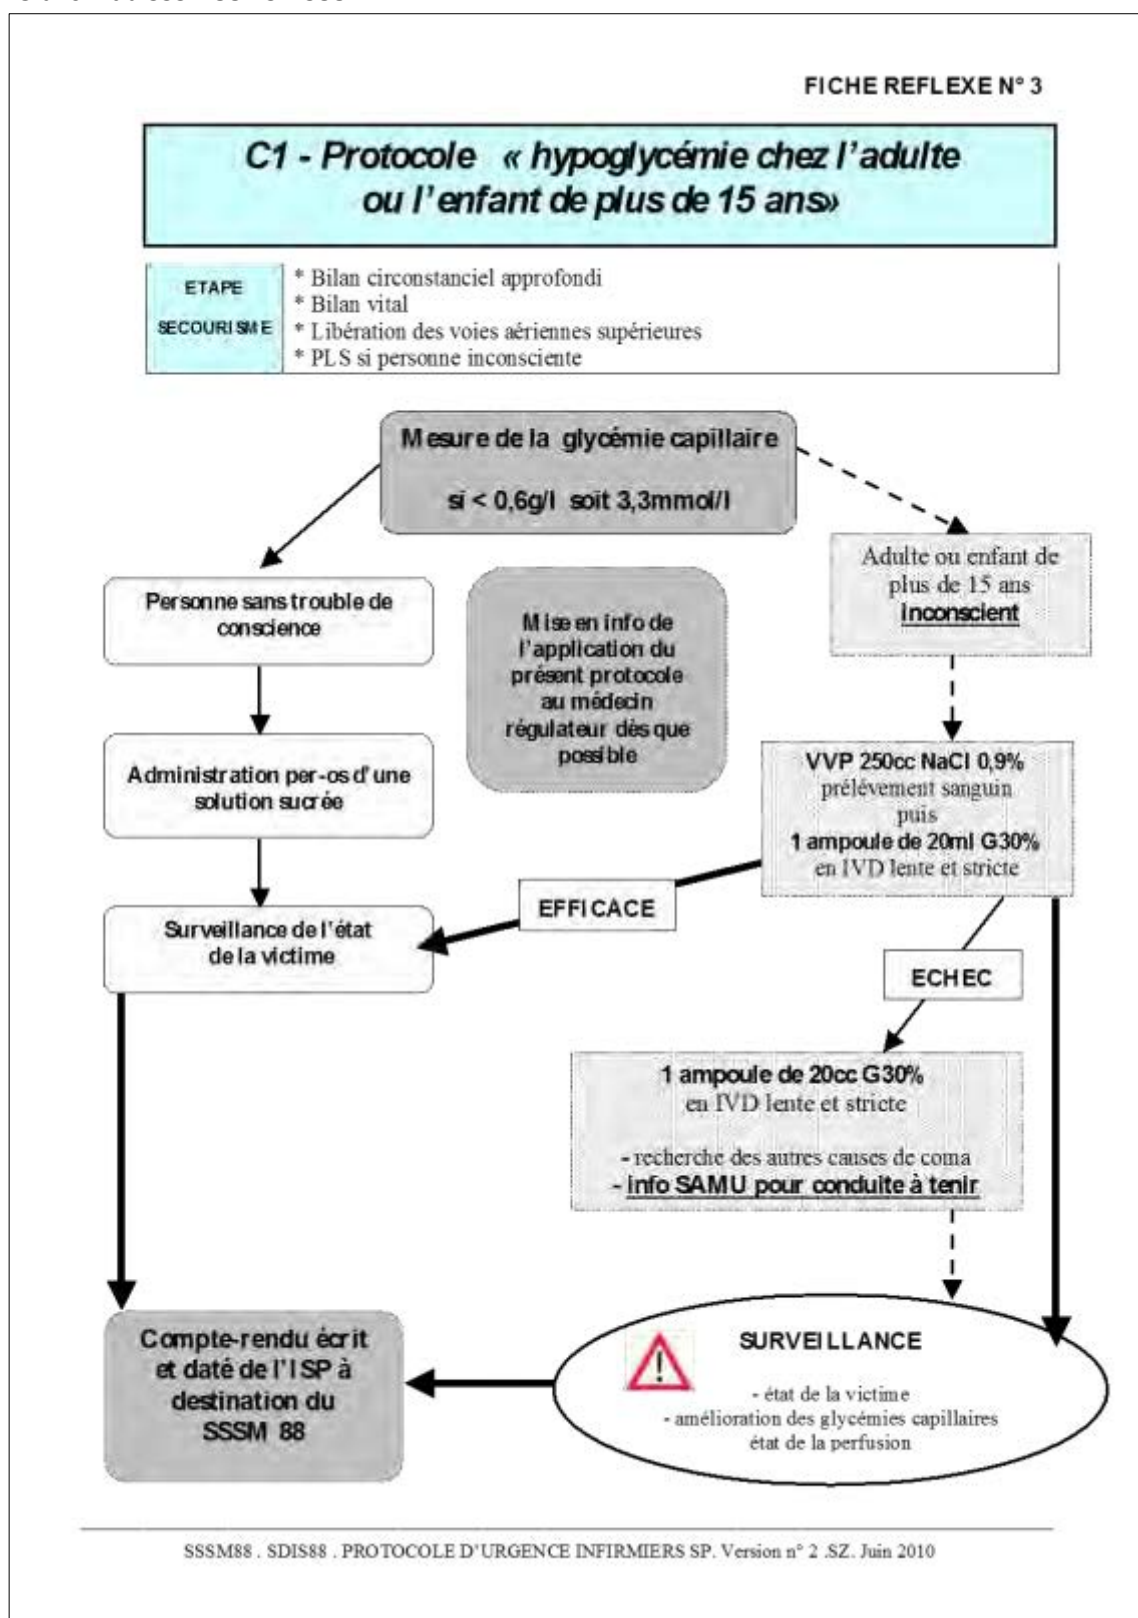 FICHE REFLEXE N° 3
C1 - Protocole « hypoglycémie chez l'adulte
ou l'enfant de plus de 15 ans»
ETAPE
SECOURISME
* Bilan circonstanciel approfondi
* Bilan vital
* Libération des voies aériennes supérieures
* PLS si personne inconsciente
Mesure de la glycémie capillaire
si < 0,6g/l soit 3,3mmol/l
Personne sans trouble de
conscience
Mise en info de
l'application du
présent protocole
au médecin
régulateur dès que
possible
Adulte ou enfant de
plus de 15 ans
inconscient
Administration per-os d'une
solution sucrée
VVP 250cc NaCl 0,9%
prélévement sanguin
puis
1 ampoule de 20ml G30%
en IVD lente et stricte
EFFICACE
Surveillance de l'état
de la victime
ECHEC
1 ampoule de 20cc G30%
en IVD lente et stricte
- recherche des autres causes de coma
- info SAMU pour conduite à tenir
Compte-rendu écrit
et daté de l'ISP à
destination du
SSSM 88
!
SURVEILLANCE
- état de la victime
- amélioration des glycémies capillaires
état de la perfusion
SSSM88 . SDIS88 . PROTOCOLE D'URGENCE INFIRMIERS SP. Version n° 2 .SZ. Juin 2010